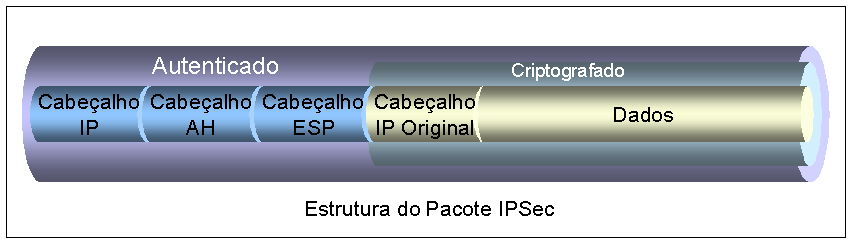 Autenticado
Criptografado
Cabeçalho IP
Cabeçalho AH
Cabeçalho ESP
Cabeçalho IP Original
Dados
Estrutura do Pacote IPSec